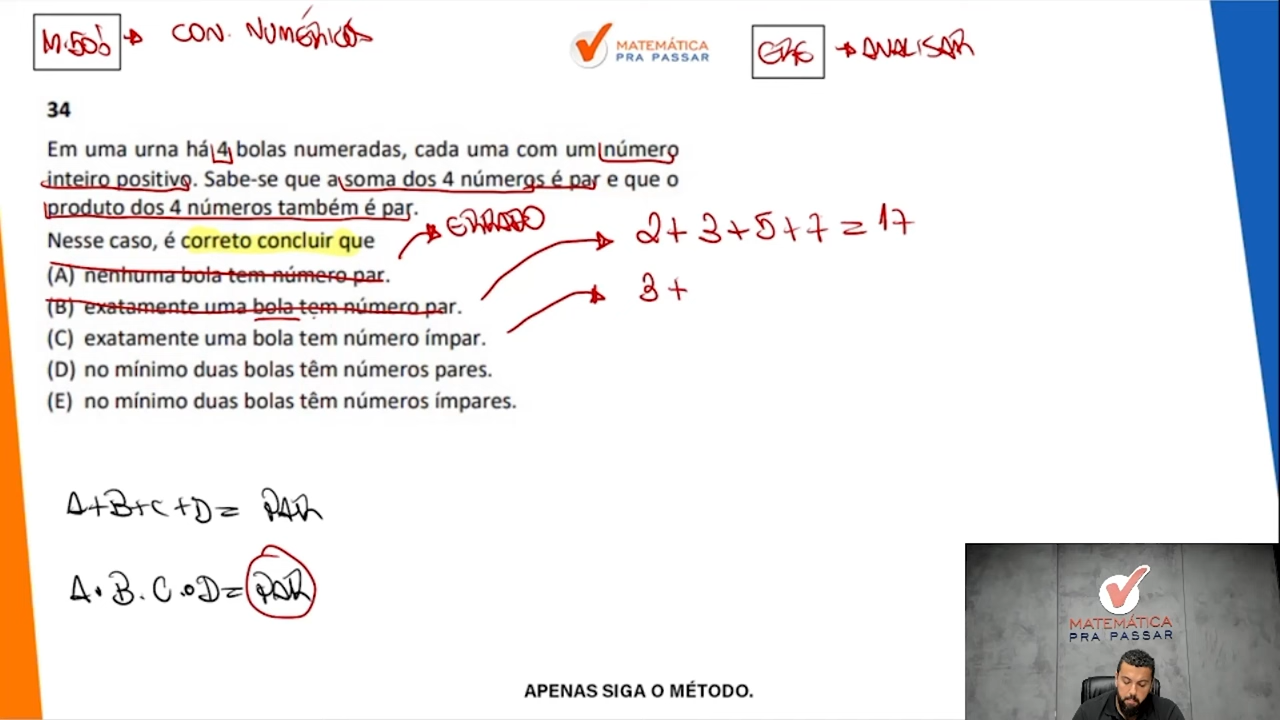 CON. NUMÉRICOS
MATEMÁTICA
PRA PASSAR
ANALISAR
34
Em uma urna há 4 bolas numeradas, cada uma com um número
inteiro positivo. Sabe-se que a soma dos 4 números é par e que o
produto dos 4 números também é par.
ERRADO
2+3+5+7=17
Nesse caso, é correto concluir que
(A) nenhuma bola tem número par.
3+
(B) exatamente uma bola tem número par.
(C) exatamente uma bola tem número ímpar.
(D) no mínimo duas bolas têm números pares.
(E) no mínimo duas bolas têm números ímpares.
A+B+C+D= PAR
A.B.C.D= PAR
MATEMÁTICA
PRA PASSAR
APENAS SIGA O MÉTODO.